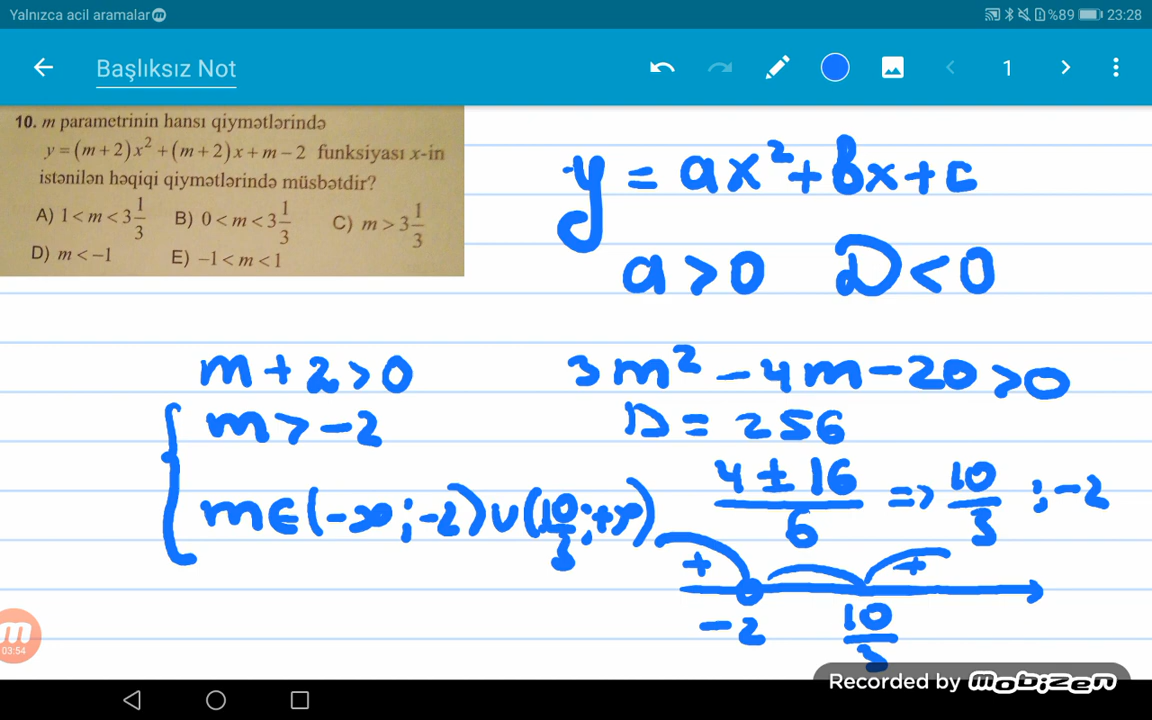 Yalnızca acil aramalar
%89 23:28
Başlıksız Not
1
10. m parametrinin hansı qiymətlərində
y = (m + 2)x² + (m + 2)x + m − 2 funksiyası x-in
istənilən həqiqi qiymətlərində müsbətdir?
A) 1 < m < 3 1/3 B) 0 < m < 3 1/3 C) m > 3 1/3
D) m < −1 E) −1 < m < 1
y = ax² + bx + c
a > 0 D < 0
m + 2 > 0
m > −2
m ∈ (−∞; −2) ∪ (10/3; +∞)
3m² − 4m − 20 > 0
D = 256
4 ± 16 / 6 => 10/3 ; −2
+ +
−2 10/3
03:54
Recorded by mobizen